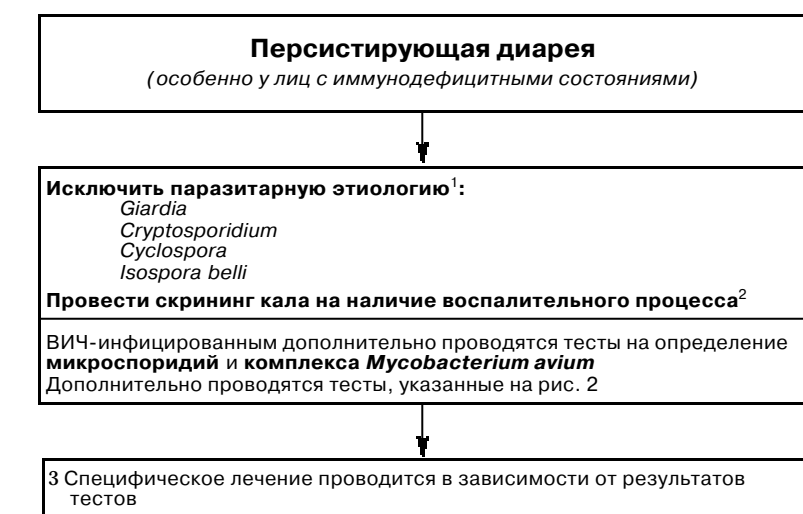 Персистирующая диарея
(особенно у лиц с иммунодефицитными состояниями)
Исключить паразитарную этиологию¹:
Giardia
Cryptosporidium
Cyclospora
Isospora belli
Провести скрининг кала на наличие воспалительного процесса²
ВИЧ-инфицированным дополнительно проводятся тесты на определение
микроспоридий и комплекса Mycobacterium avium
Дополнительно проводятся тесты, указанные на рис. 2
3 Специфическое лечение проводится в зависимости от результатов
тестов